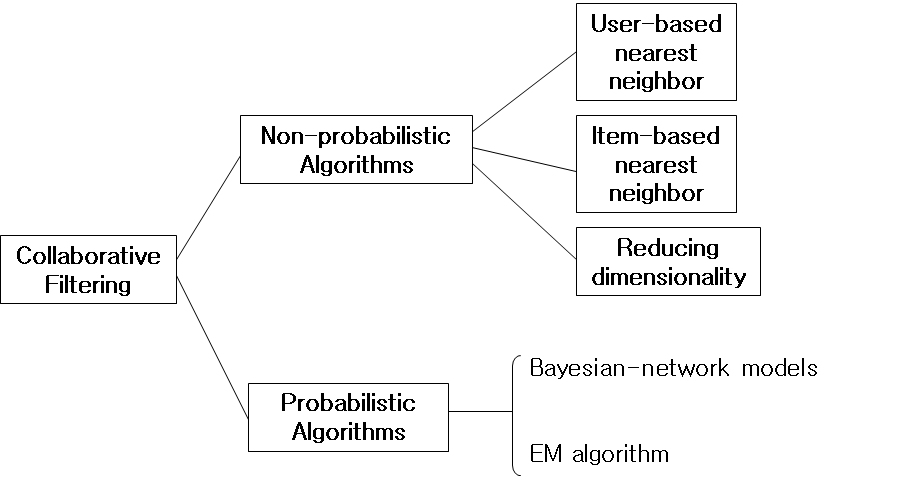 User-based
nearest
neighbor
Non-probabilistic
Algorithms
Item-based
nearest
neighbor
Collaborative
Filtering
Reducing
dimensionality
Probabilistic
Algorithms
Bayesian-network models
EM algorithm